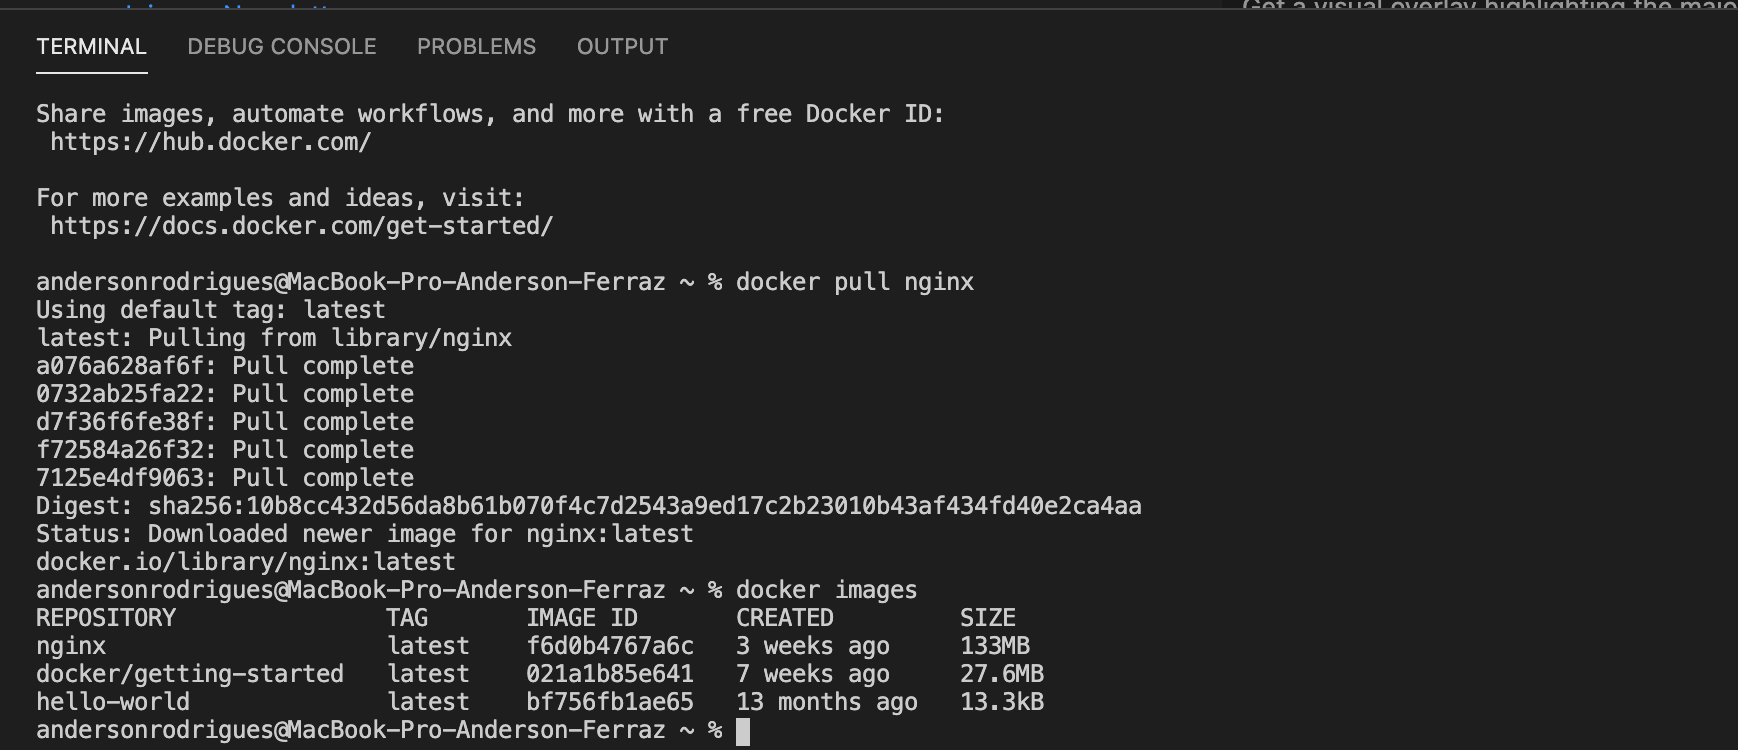 Get a visual overlay highlighting the
TERMINAL DEBUG CONSOLE PROBLEMS OUTPUT
Share images, automate workflows, and more with a free Docker ID:
https://hub.docker.com/
For more examples and ideas, visit:
https://docs.docker.com/get-started/
andersonrodrigues@MacBook-Pro-Anderson-Ferraz ~ % docker pull nginx
Using default tag: latest
latest: Pulling from library/nginx
a076a628af6f: Pull complete
0732ab25fa22: Pull complete
d7f36f6fe38f: Pull complete
f72584a26f32: Pull complete
7125e4df9063: Pull complete
Digest: sha256:10b8cc432d56da8b61b070f4c7d2543a9ed17c2b23010b43af434fd40e2ca4aa
Status: Downloaded newer image for nginx:latest
docker.io/library/nginx:latest
andersonrodrigues@MacBook-Pro-Anderson-Ferraz ~ % docker images
REPOSITORY TAG IMAGE ID CREATED SIZE
nginx latest f6d0b4767a6c 3 weeks ago 133MB
docker/getting-started latest 021a1b85e641 7 weeks ago 27.6MB
hello-world latest bf756fb1ae65 13 months ago 13.3kB
andersonrodrigues@MacBook-Pro-Anderson-Ferraz ~ %